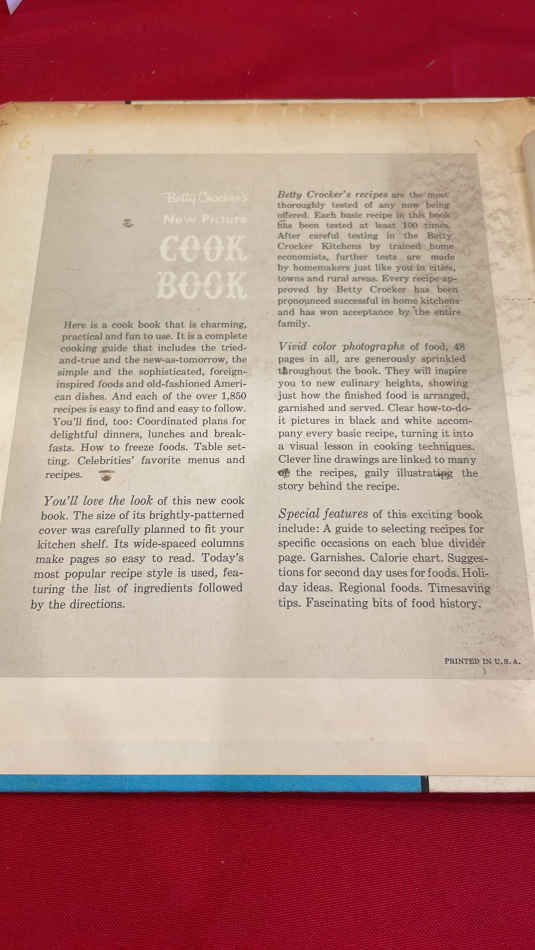 Betty Crocker's
New Picture
COOK
BOOK
Here is a cook book that is charming,
practical and fun to use. It is a complete
cooking guide that includes the tried-
and-true and the new-as-tomorrow, the
simple and the sophisticated, foreign-
inspired foods and old-fashioned Ameri-
can dishes. And each of the over 1,850
recipes is easy to find and easy to follow.
You'll find, too: Coordinated plans for
delightful dinners, lunches and break-
fasts. How to freeze foods. Table set-
ting. Celebrities' favorite menus and
recipes.
You'll love the look of this new cook
book. The size of its brightly-patterned
cover was carefully planned to fit your
kitchen shelf. Its wide-spaced columns
make pages so easy to read. Today's
most popular recipe style is used, fea-
turing the list of ingredients followed
by the directions.
Betty Crocker's recipes are the most
thoroughly tested of any now being
offered. Each basic recipe in this book
has been tested at least 100 times.
After careful testing in the Betty
Crocker Kitchens by trained home
economists, further tests are made
by homemakers just like you in cities,
towns and rural areas. Every recipe ap-
proved by Betty Crocker has been
pronounced successful in home kitchens
and has won acceptance by the entire
family.
Vivid color photographs of food, 48
pages in all, are generously sprinkled
throughout the book. They will inspire
you to new culinary heights, showing
just how the finished food is arranged,
garnished and served. Clear how-to-do-
it pictures in black and white accom-
pany every basic recipe, turning it into
a visual lesson in cooking techniques.
Clever line drawings are linked to many
of the recipes, gaily illustrating the
story behind the recipe.
Special features of this exciting book
include: A guide to selecting recipes for
specific occasions on each blue divider
page. Garnishes. Calorie chart. Sugges-
tions for second day uses for foods. Holi-
day ideas. Regional foods. Timesaving
tips. Fascinating bits of food history.
PRINTED IN U.S.A.